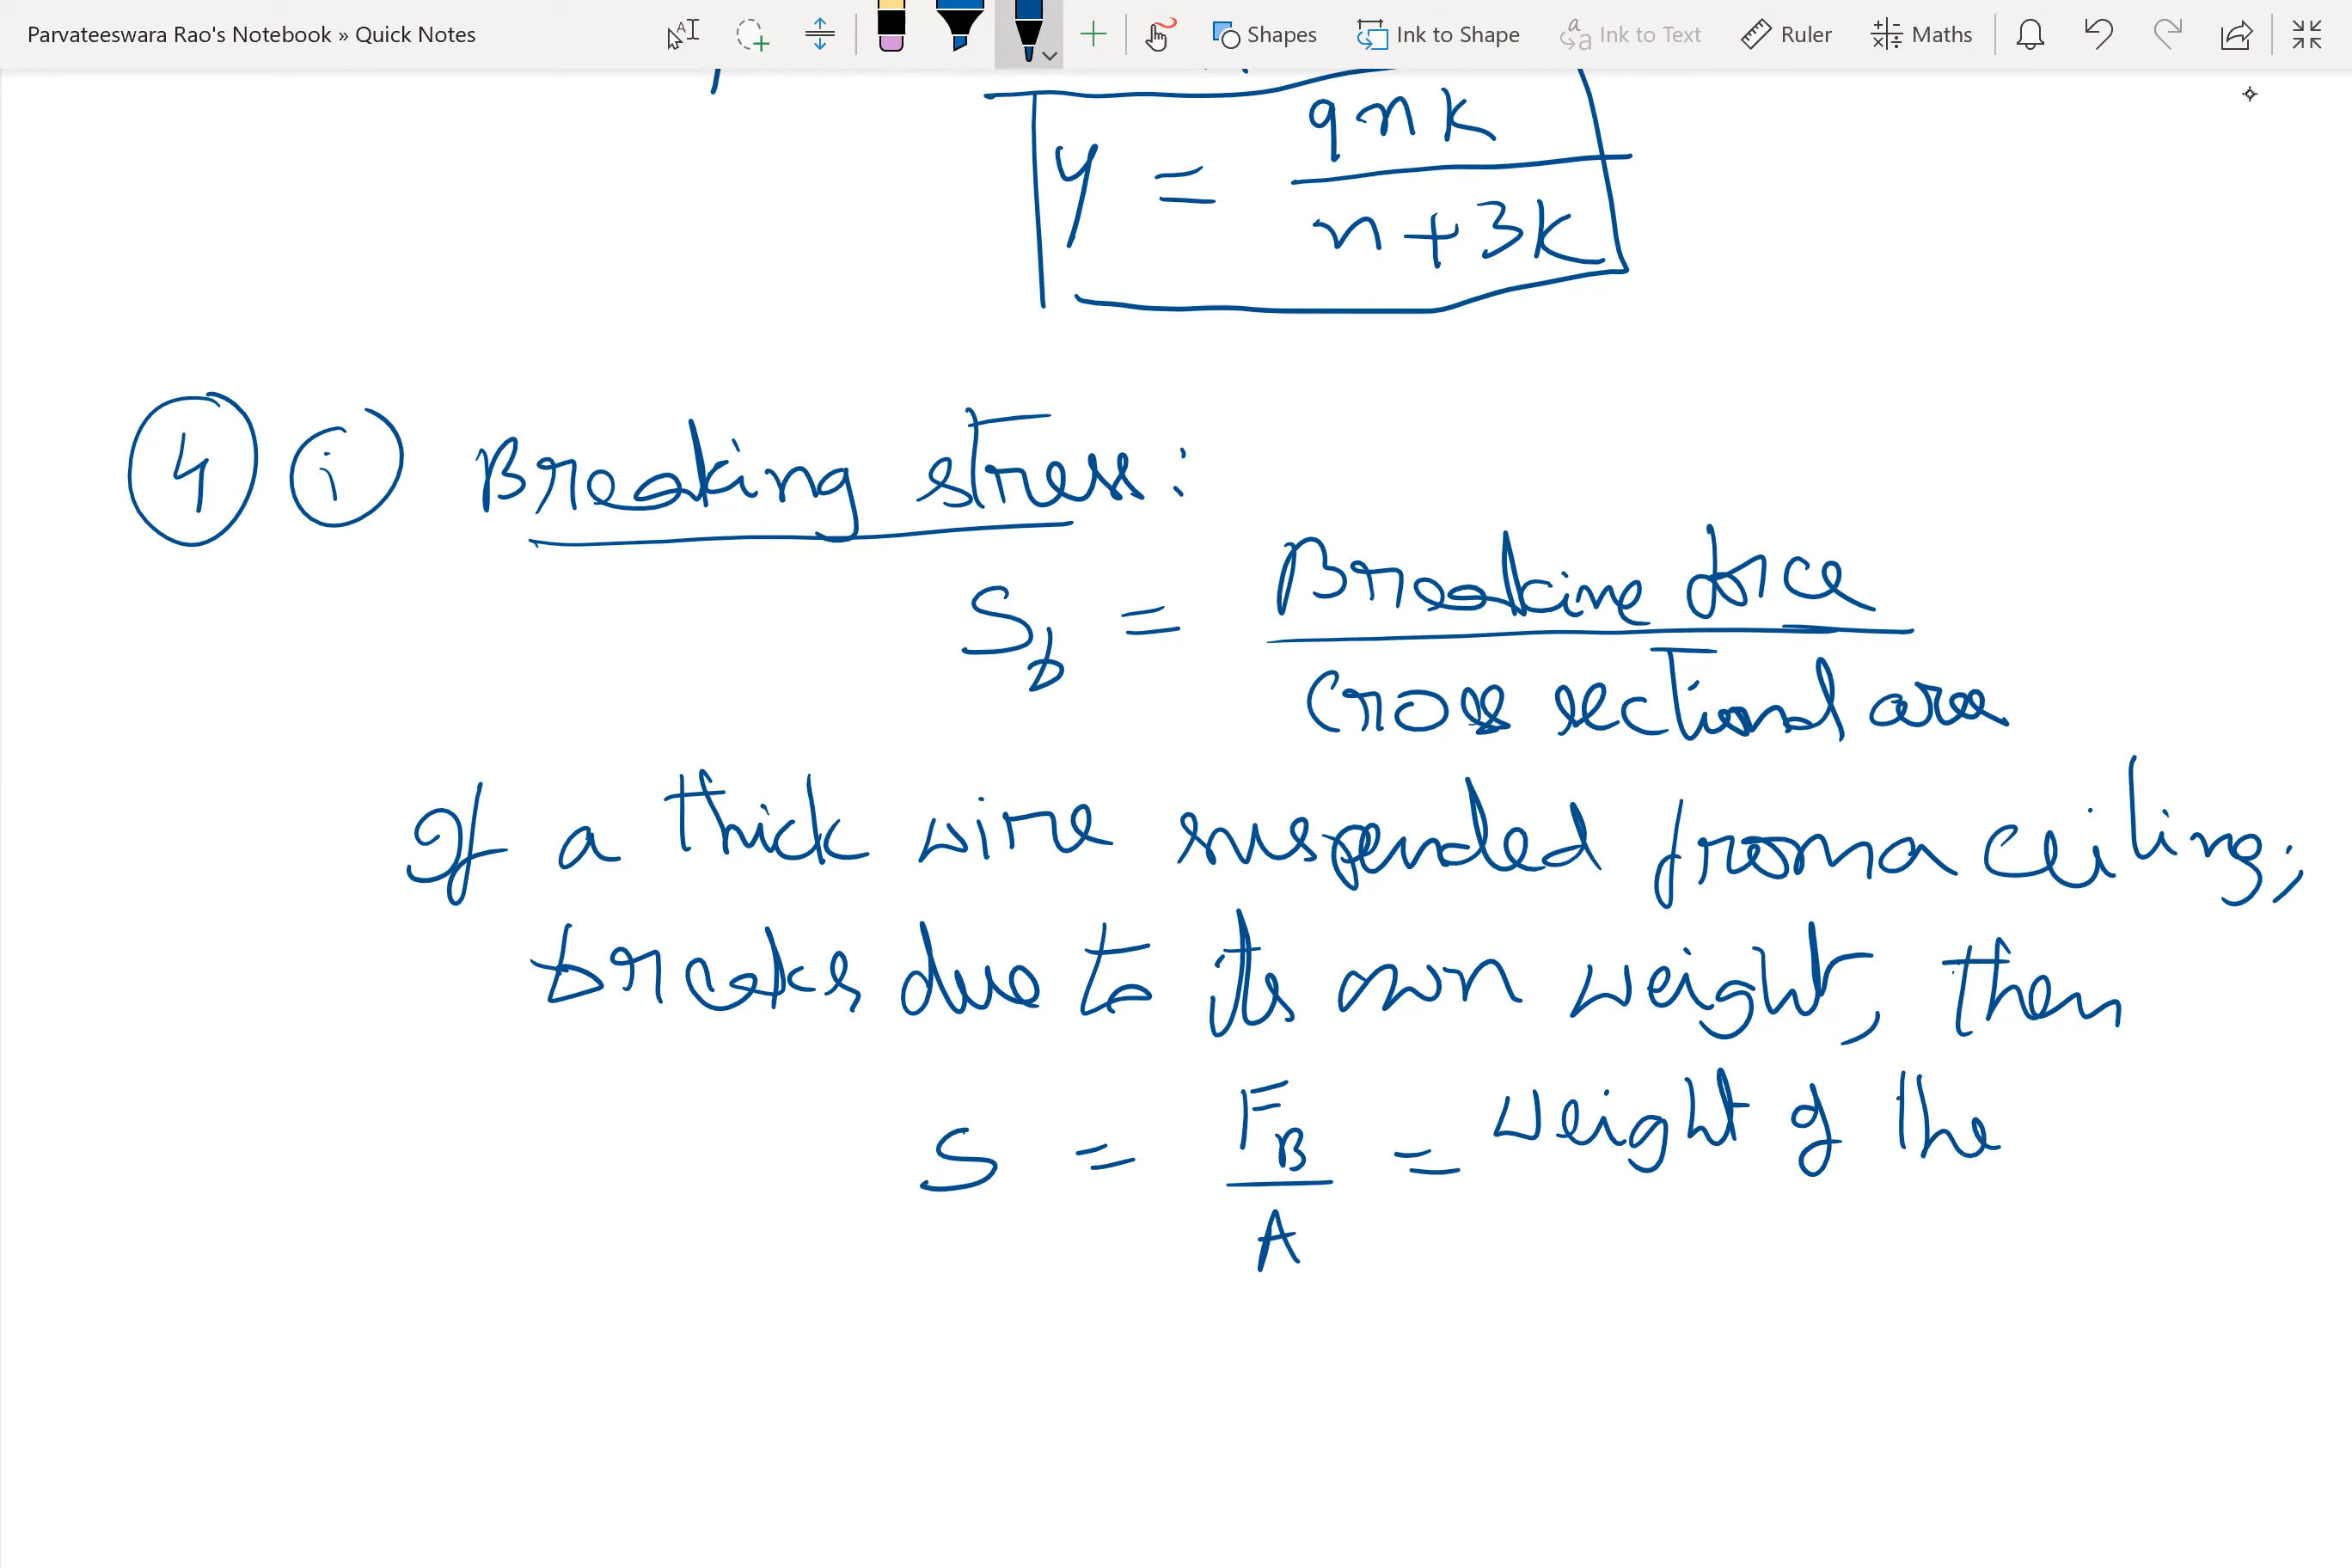 Parvateeswara Rao's Notebook » Quick Notes Shapes Ink to Shape Ink to Text Ruler Maths
y = 9nk / n+3k
4 i Breaking stress:
S_b = Breaking force / Cross sectional area
If a thick wire suspended from a ceiling,
breaks due to its own weight, then
S = F_B / A = weight of the